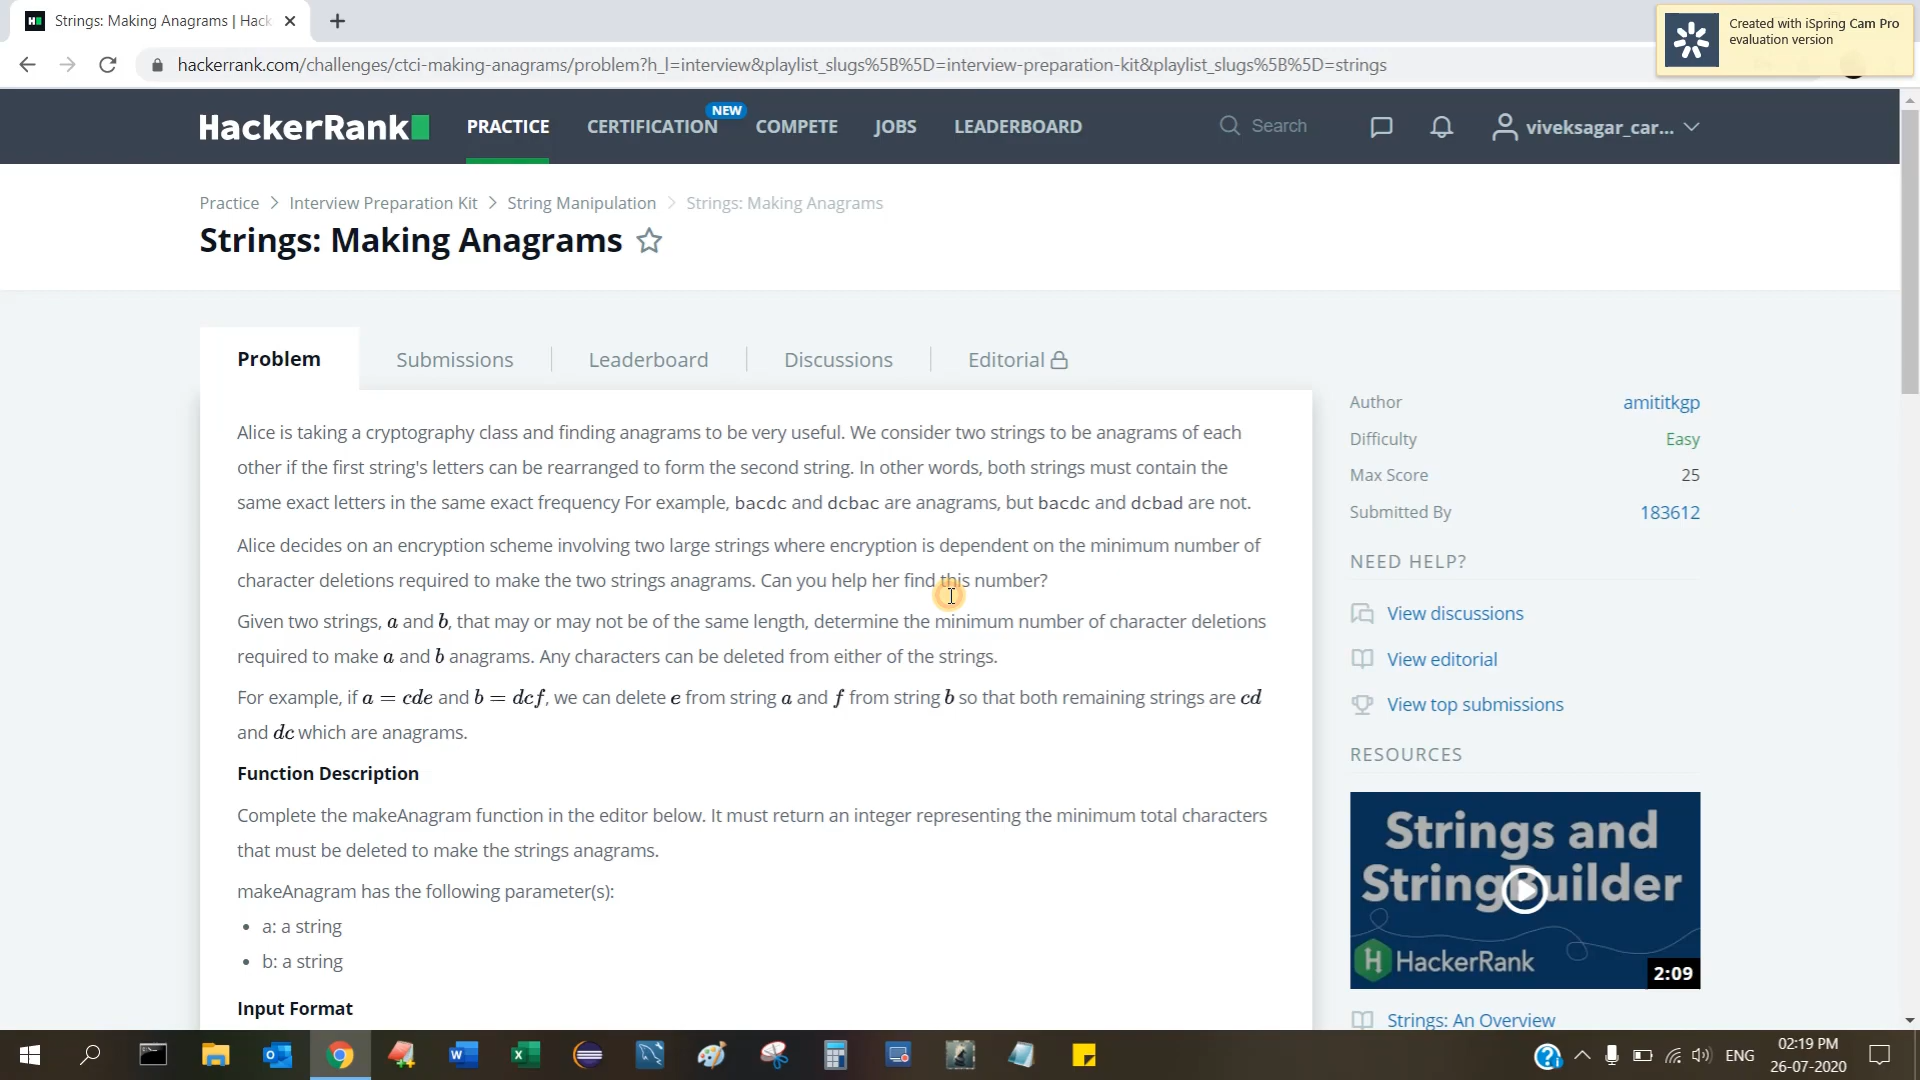 Strings: Making Anagrams | Hack
Created with iSpring Cam Pro
evaluation version
hackerrank.com/challenges/ctci-making-anagrams/problem?h_l=interview&playlist_slugs%5B%5D=interview-preparation-kit&playlist_slugs%5B%5D=strings
HackerRank
PRACTICE
CERTIFICATION
NEW
COMPETE
JOBS
LEADERBOARD
Search
viveksagar_car...
Practice > Interview Preparation Kit > String Manipulation > Strings: Making Anagrams
Strings: Making Anagrams
Problem
Submissions
Leaderboard
Discussions
Editorial
Alice is taking a cryptography class and finding anagrams to be very useful. We consider two strings to be anagrams of each
other if the first string's letters can be rearranged to form the second string. In other words, both strings must contain the
same exact letters in the same exact frequency For example, bacdc and dcbac are anagrams, but bacdc and dcbad are not.
Alice decides on an encryption scheme involving two large strings where encryption is dependent on the minimum number of
character deletions required to make the two strings anagrams. Can you help her find this number?
Given two strings, a and b, that may or may not be of the same length, determine the minimum number of character deletions
required to make a and b anagrams. Any characters can be deleted from either of the strings.
For example, if a = cde and b = dcf, we can delete e from string a and f from string b so that both remaining strings are cd
and dc which are anagrams.
Function Description
Complete the makeAnagram function in the editor below. It must return an integer representing the minimum total characters
that must be deleted to make the strings anagrams.
makeAnagram has the following parameter(s):
• a: a string
• b: a string
Input Format
Author amititkgp
Difficulty Easy
Max Score 25
Submitted By 183612
NEED HELP?
View discussions
View editorial
View top submissions
RESOURCES
Strings and
StringBuilder
HackerRank
2:09
Strings: An Overview
ENG
02:19 PM
26-07-2020